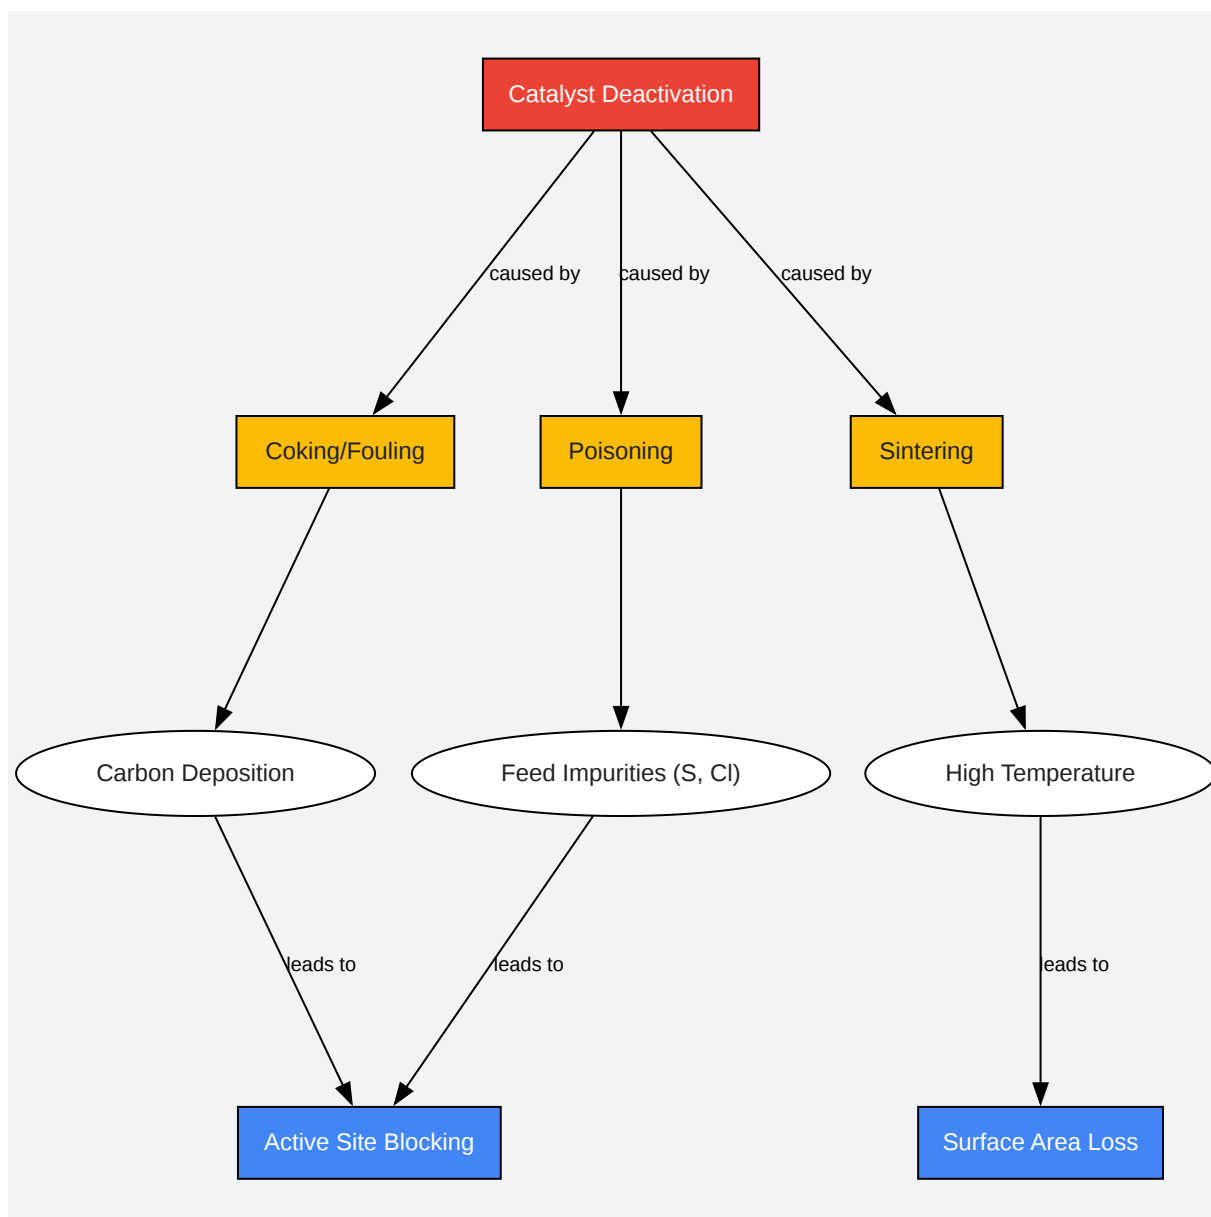 Catalyst Deactivation
caused by
caused by
caused by
Coking/Fouling
Poisoning
Sintering
Carbon Deposition
Feed Impurities (S, Cl)
High Temperature
leads to
leads to
leads to
Active Site Blocking
Surface Area Loss